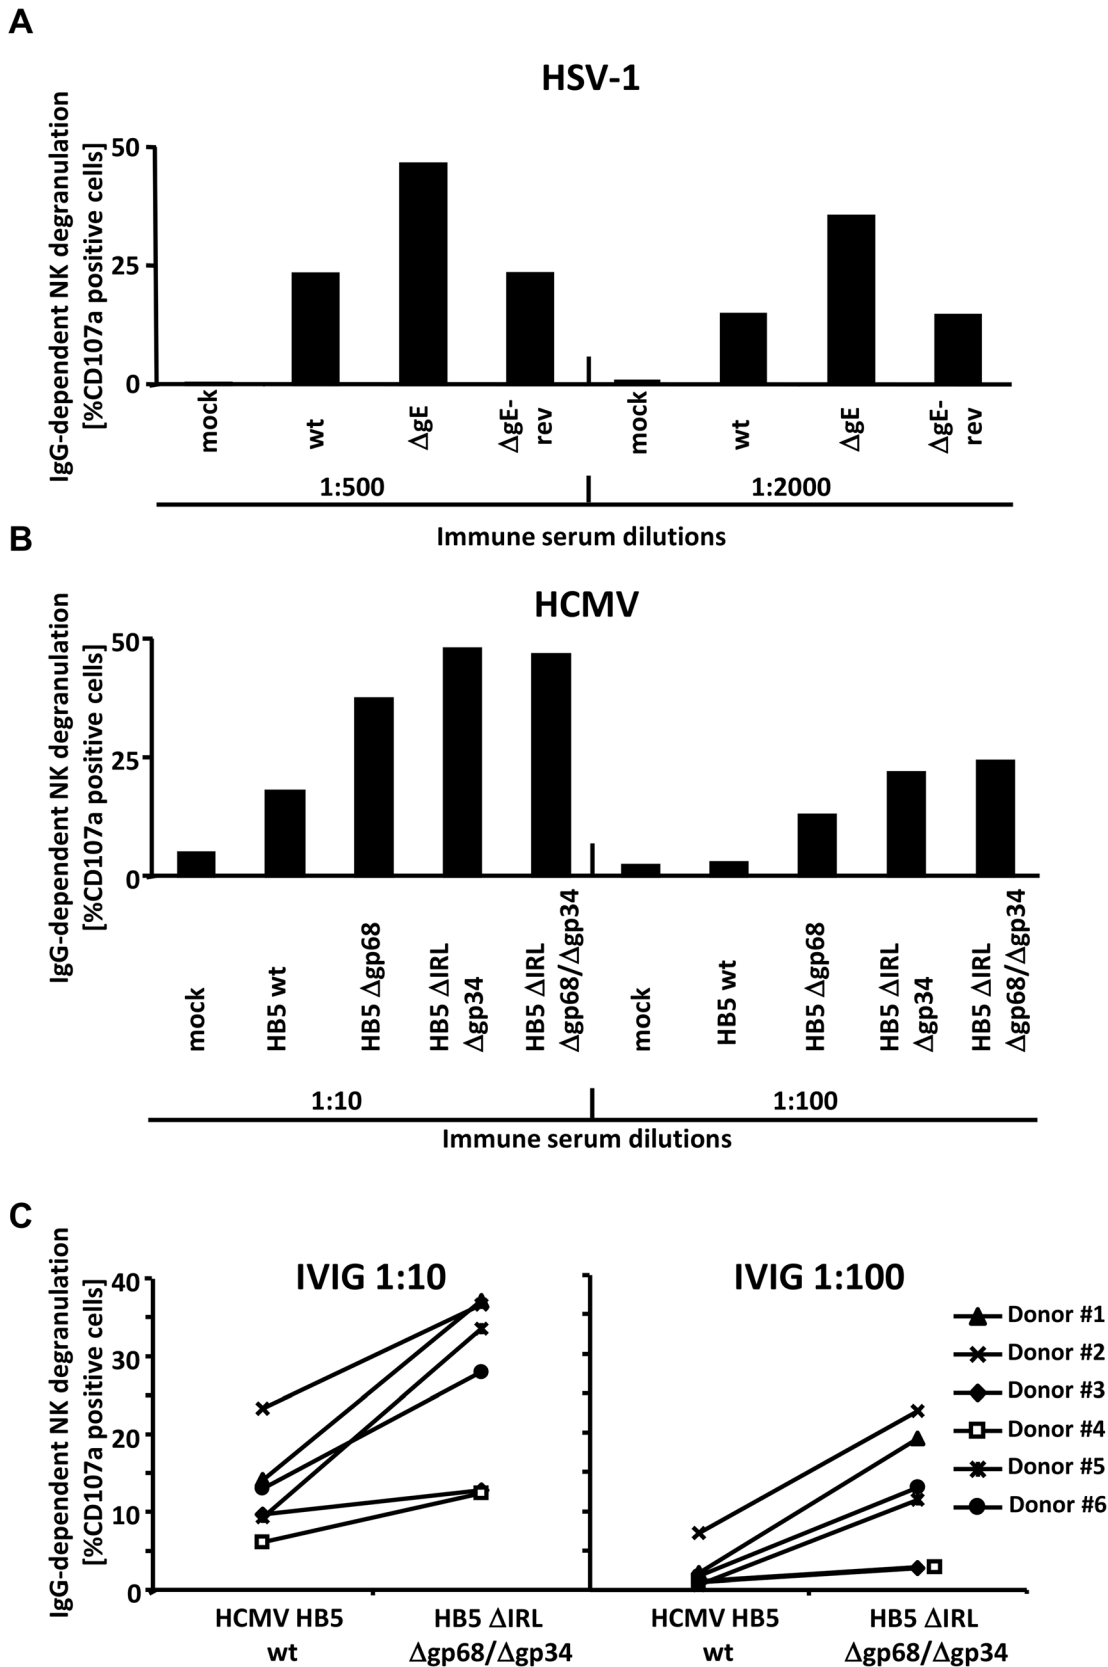 A
HSV-1
IgG-dependent NK degranulation
[%CD107a positive cells]
50
25
0
mock
wt
ΔgE
ΔgE-
rev
mock
wt
ΔgE
ΔgE-
rev
1:500
1:2000
Immune serum dilutions
B
HCMV
IgG-dependent NK degranulation
[%CD107a positive cells]
50
25
0
mock
HB5 wt
HB5 Δgp68
HB5 ΔIRL
Δgp34
HB5 ΔIRL
Δgp68/Δgp34
mock
HB5 wt
HB5 Δgp68
HB5 ΔIRL
Δgp34
HB5 ΔIRL
Δgp68/Δgp34
1:10
1:100
Immune serum dilutions
C
IgG-dependent NK degranulation
[%CD107a positive cells]
IVIG 1:10
40
30
20
10
0
HCMV HB5
wt
HB5 ΔIRL
Δgp68/Δgp34
IVIG 1:100
HCMV HB5
wt
HB5 ΔIRL
Δgp68/Δgp34
Donor #1
Donor #2
Donor #3
Donor #4
Donor #5
Donor #6